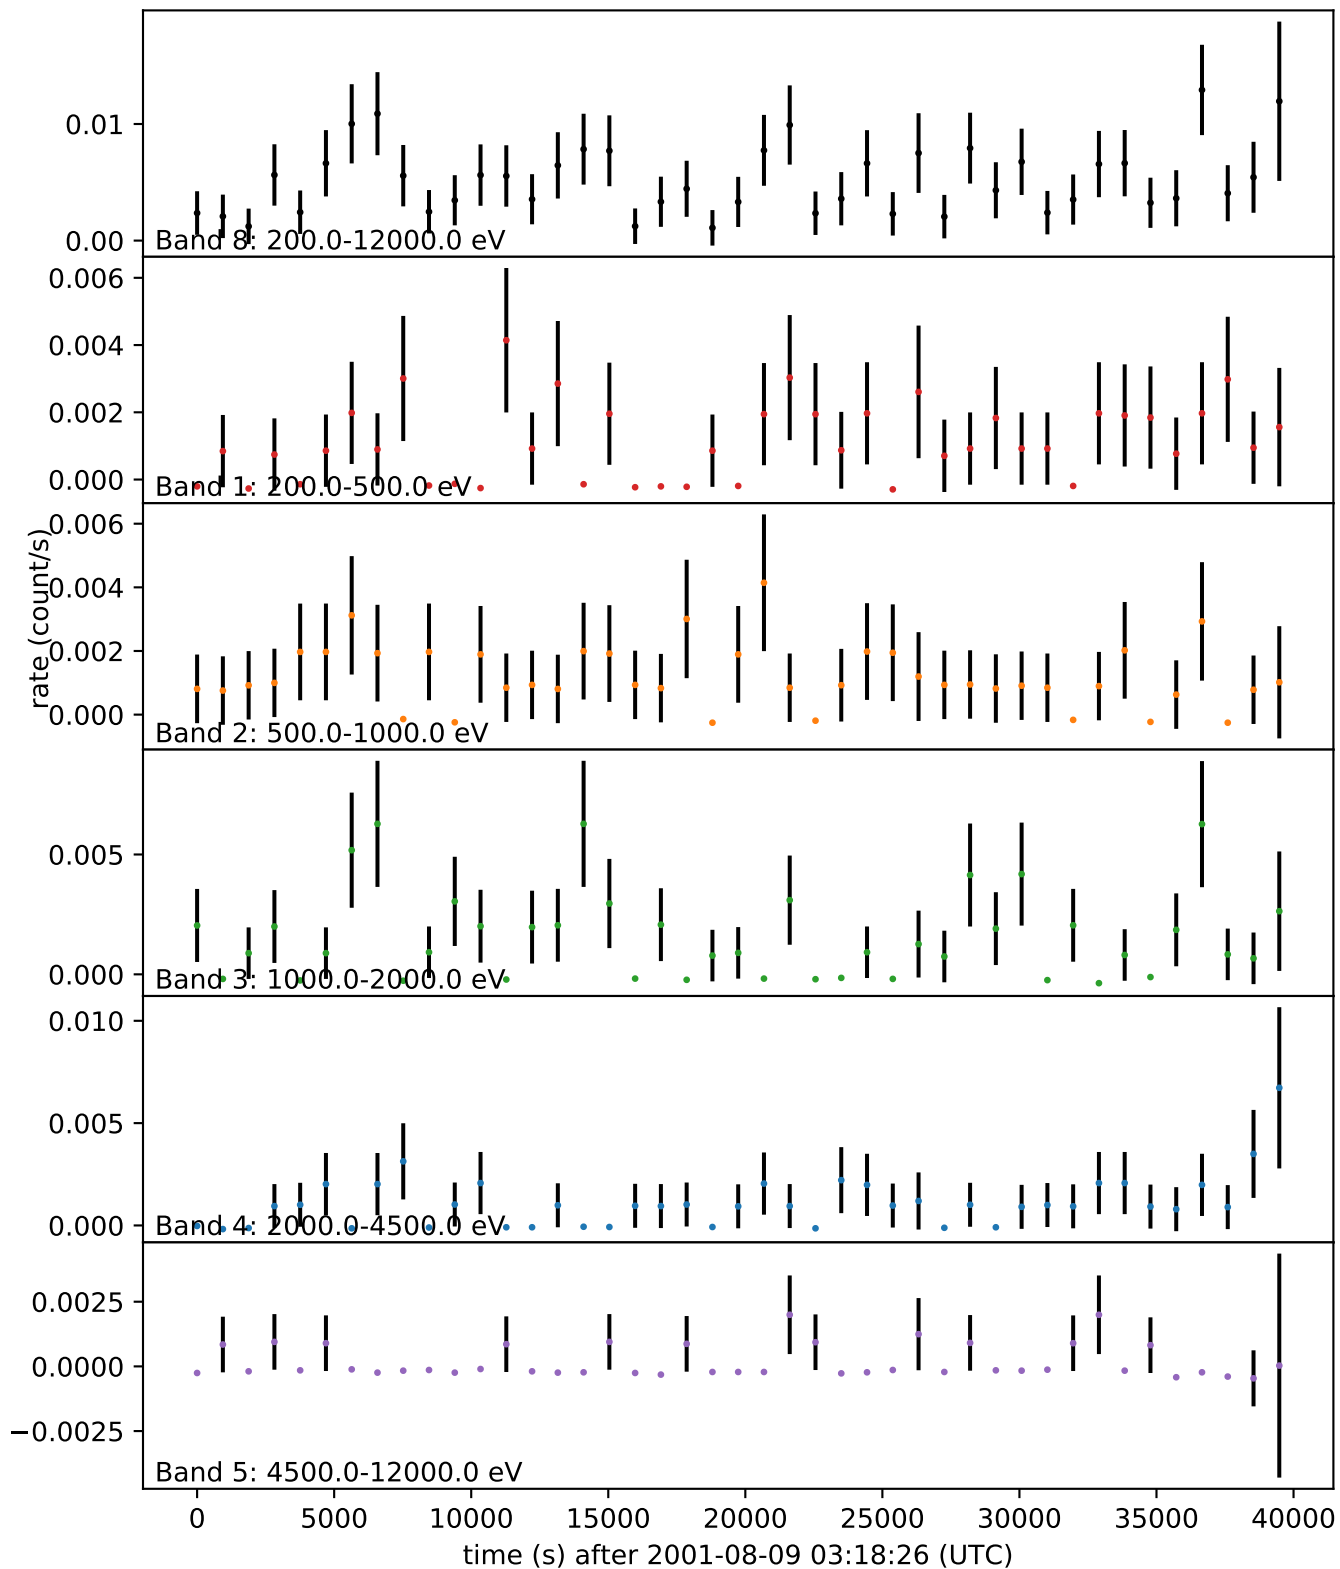 0.01
0.00
Band 8: 200.0-12000.0 eV
0.006
0.004
0.002
0.000
Band 1: 200.0-500.0 eV
rate (count/s)
0.006
0.004
0.002
0.000
Band 2: 500.0-1000.0 eV
0.005
0.000
Band 3: 1000.0-2000.0 eV
0.010
0.005
0.000
Band 4: 2000.0-4500.0 eV
0.0025
0.0000
−0.0025
Band 5: 4500.0-12000.0 eV
0 5000 10000 15000 20000 25000 30000 35000 40000
time (s) after 2001-08-09 03:18:26 (UTC)